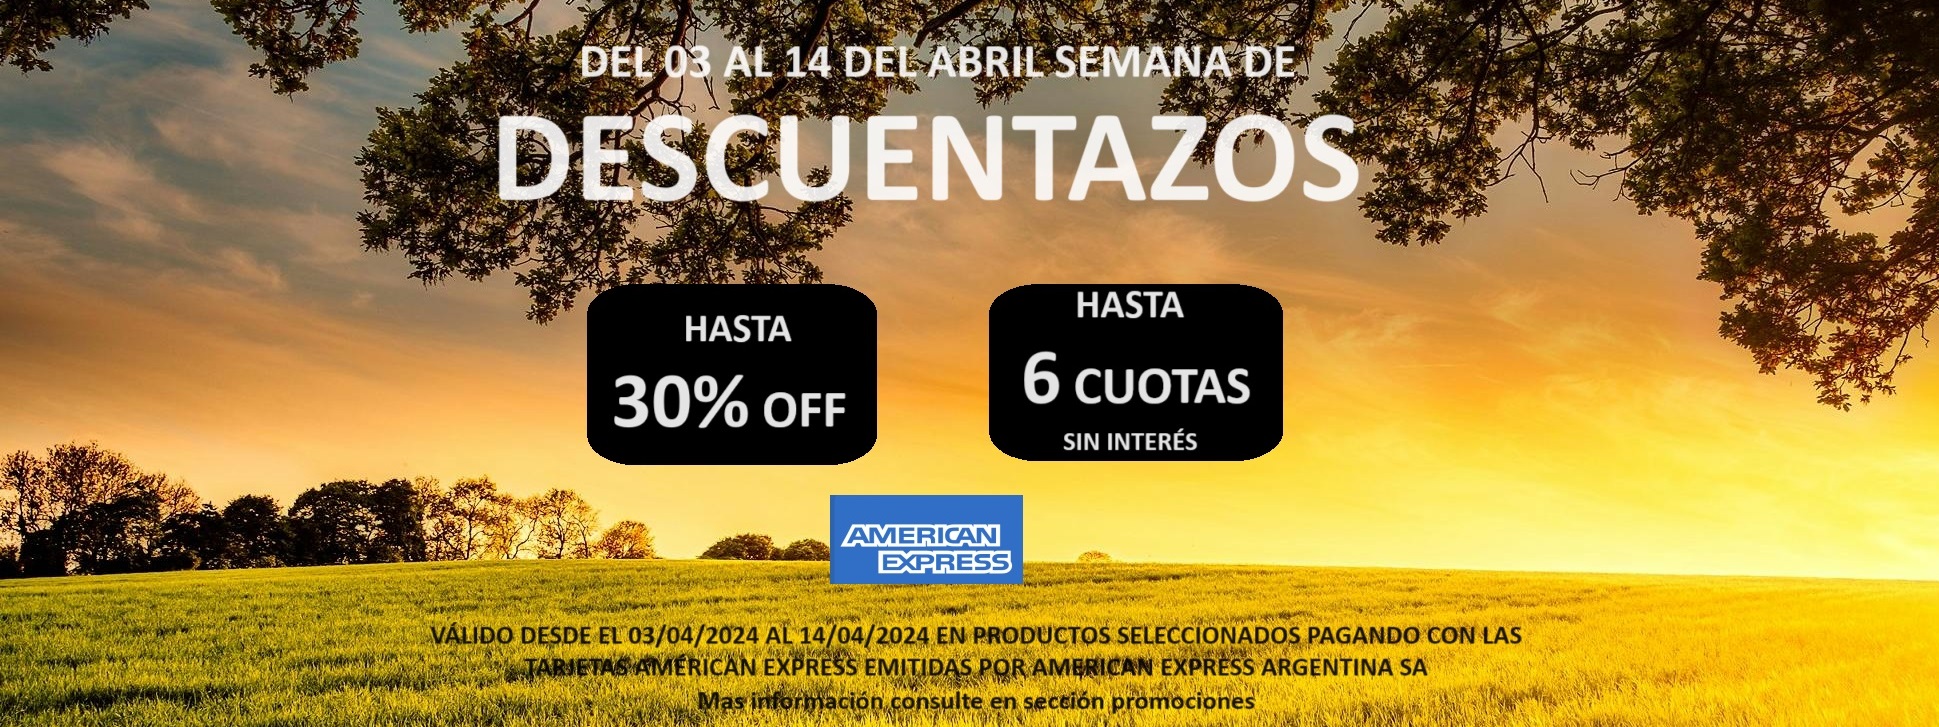 DEL 03 AL 14 DEL ABRIL SEMANA DE
DESCUENTAZOS
HASTA
30% OFF
HASTA
6 CUOTAS
SIN INTERÉS
AMERICAN
EXPRESS
VÁLIDO DESDE EL 03/04/2024 AL 14/04/2024 EN PRODUCTOS SELECCIONADOS PAGANDO CON LAS
TARJETAS AMÉRICAN EXPRESS EMITIDAS POR AMERICAN EXPRESS ARGENTINA SA
Mas información consulte en sección promociones